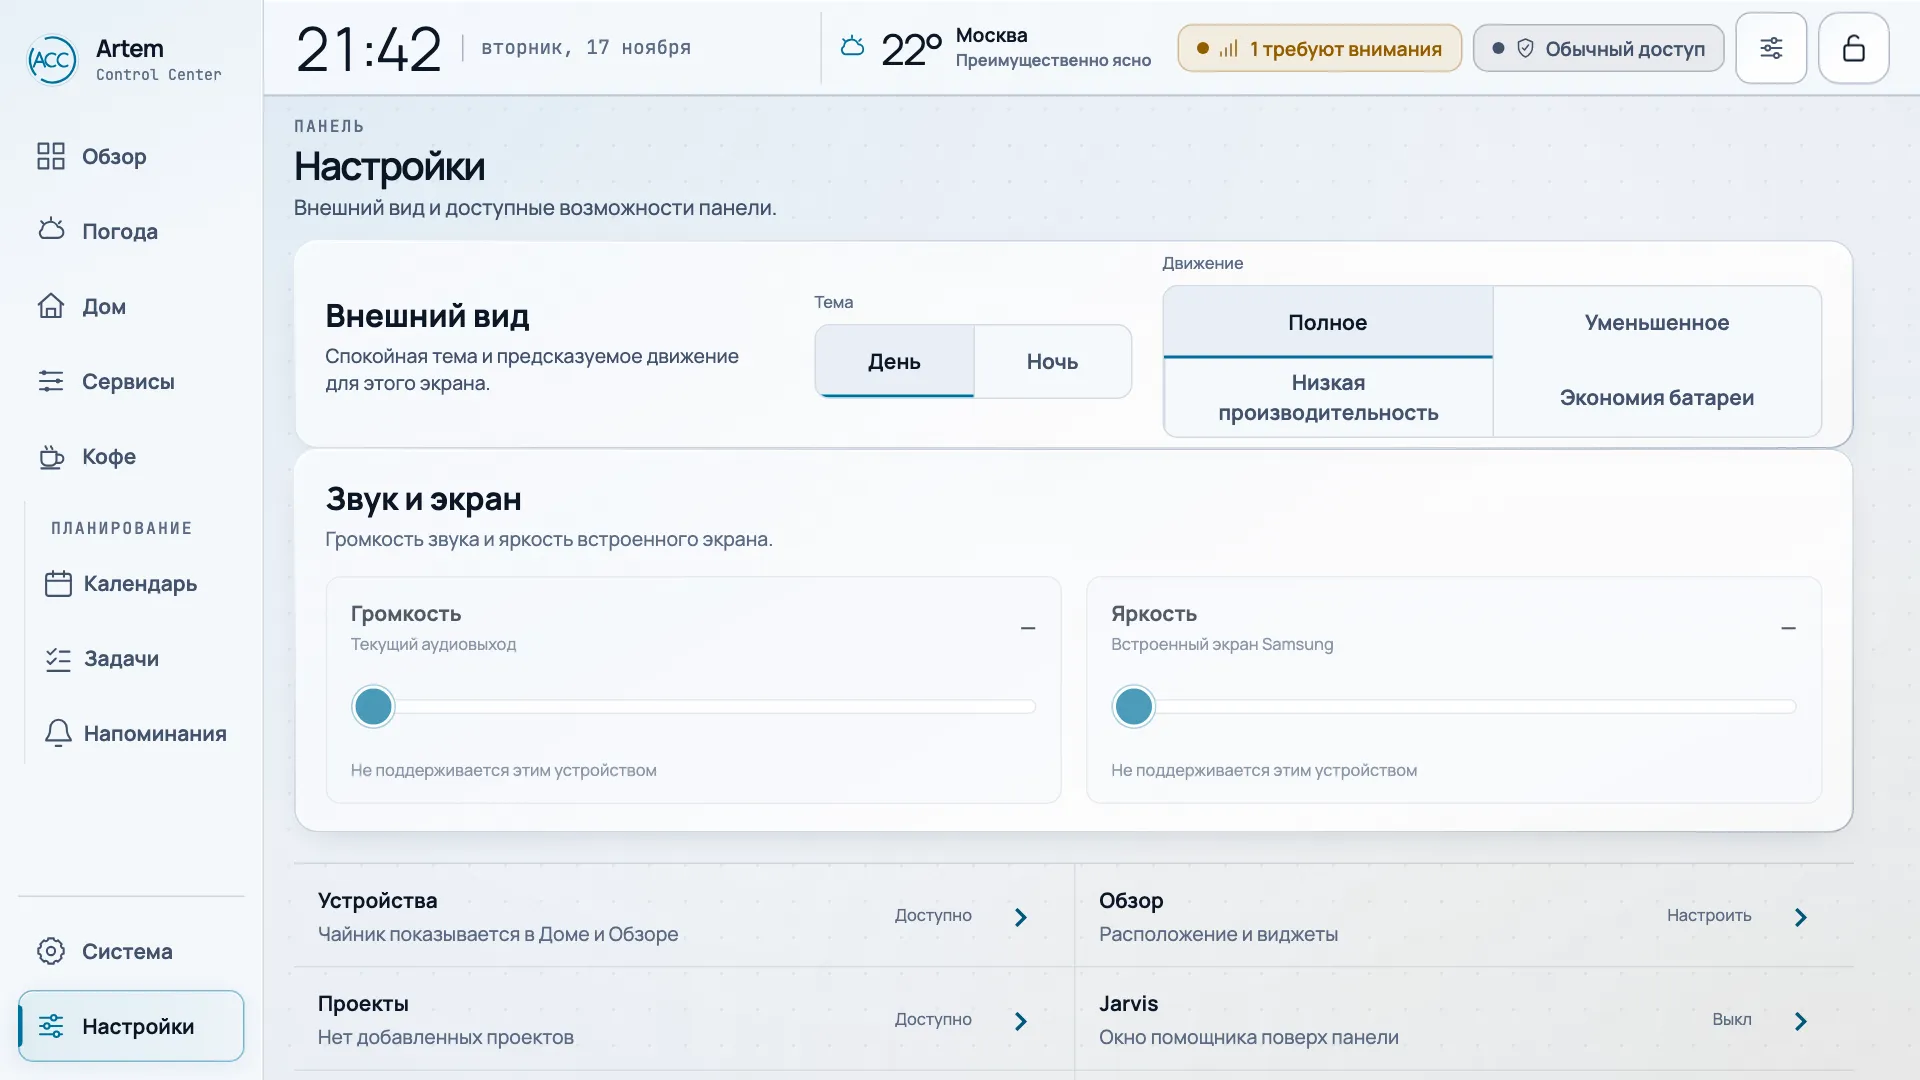 ACC
Artem
Control Center
21:42
вторник, 17 ноября
22°
Москва
Преимущественно ясно
1 требуют внимания
Обычный доступ
Обзор
Погода
Дом
Сервисы
Кофе
ПЛАНИРОВАНИЕ
Календарь
Задачи
Напоминания
Система
Настройки
ПАНЕЛЬ
Настройки
Внешний вид и доступные возможности панели.
Внешний вид
Спокойная тема и предсказуемое движение
для этого экрана.
Тема
День
Ночь
Движение
Полное
Уменьшенное
Низкая
производительность
Экономия батареи
Звук и экран
Громкость звука и яркость встроенного экрана.
Громкость
Текущий аудиовыход
—
Не поддерживается этим устройством
Яркость
Встроенный экран Samsung
—
Не поддерживается этим устройством
Устройства
Чайник показывается в Доме и Обзоре
Доступно
Обзор
Расположение и виджеты
Настроить
Проекты
Нет добавленных проектов
Доступно
Jarvis
Окно помощника поверх панели
Выкл